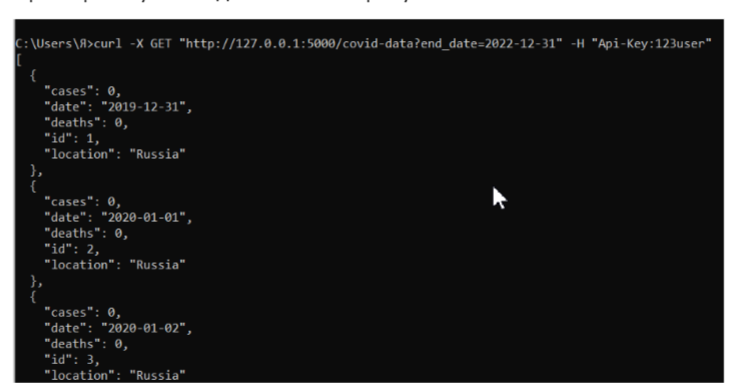 C:\Users\Я>curl -X GET "http://127.0.0.1:5000/covid-data?end_date=2022-12-31" -H "Api-Key:123user"
[
  {
    "cases": 0,
    "date": "2019-12-31",
    "deaths": 0,
    "id": 1,
    "location": "Russia"
  },
  {
    "cases": 0,
    "date": "2020-01-01",
    "deaths": 0,
    "id": 2,
    "location": "Russia"
  },
  {
    "cases": 0,
    "date": "2020-01-02",
    "deaths": 0,
    "id": 3,
    "location": "Russia"